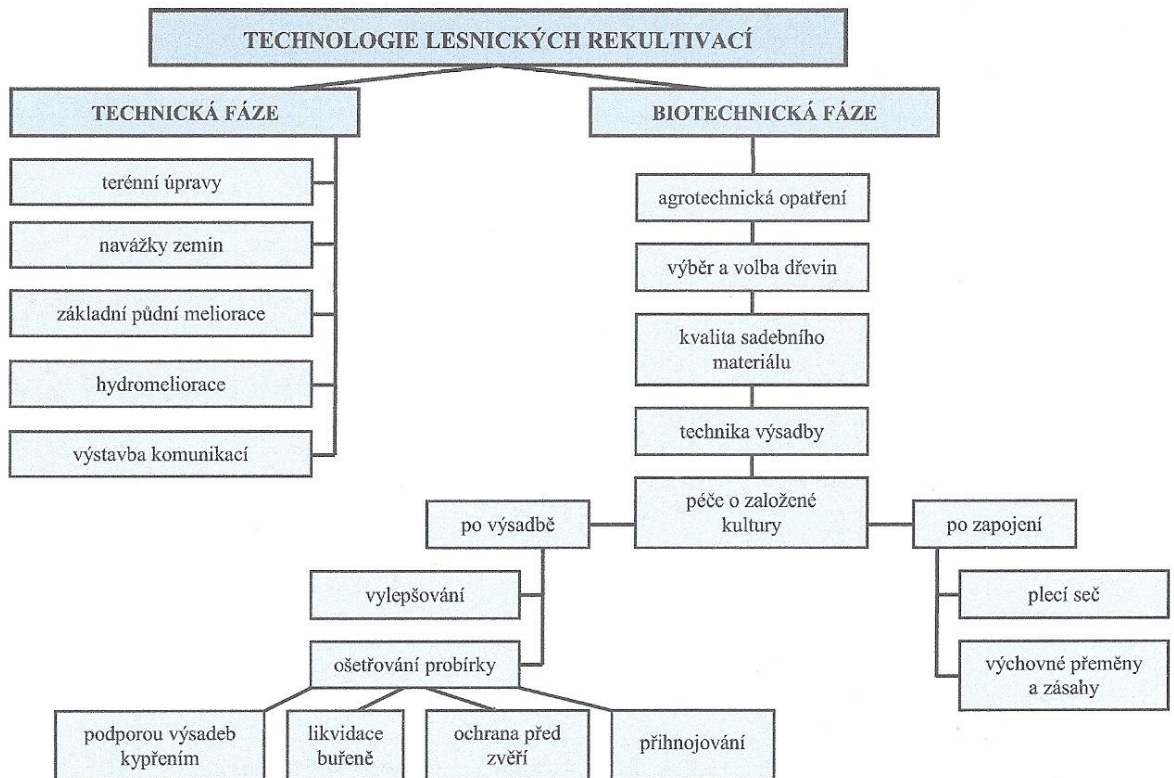 TECHNOLOGIE LESNICKÝCH REKULTIVACÍ
TECHNICKÁ FÁZE
terénní úpravy
navážky zemin
základní půdní meliorace
hydromeliorace
výstavba komunikací
BIOTECHNICKÁ FÁZE
agrotechnická opatření
výběr a volba dřevin
kvalita sadebního
materiálu
technika výsadby
péče o založené
kultury
po výsadbě
vylepšování
ošetřování probírky
podporou výsadeb
kypřením
likvidace
buřeně
ochrana před
zvěří
přihnojování
po zapojení
plecí seč
výchovné přeměny
a zásahy